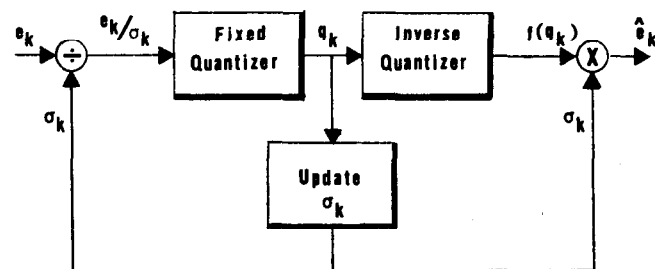 e_k
e_k/σ_k
÷
σ_k
Fixed
Quantizer
q_k
Inverse
Quantizer
f(q_k)
X
ê_k
σ_k
Update
σ_k